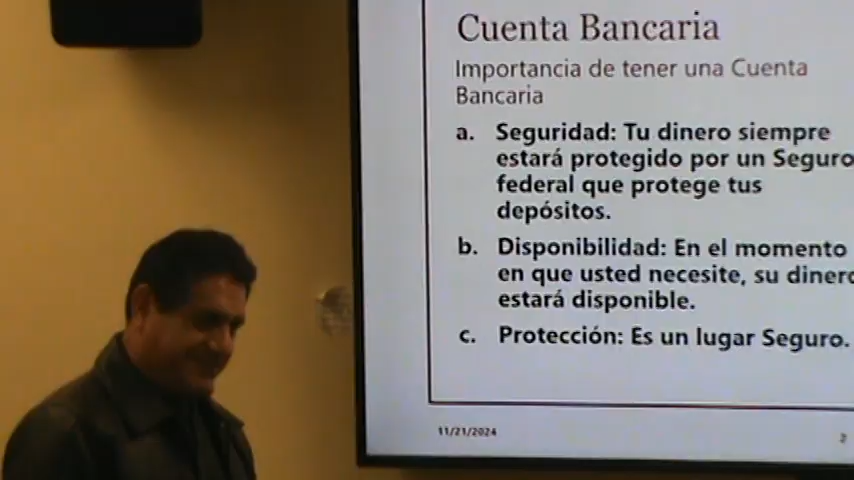 Cuenta Bancaria
Importancia de tener una Cuenta
Bancaria
a. Seguridad: Tu dinero siempre
estará protegido por un Seguro
federal que protege tus
depósitos.
b. Disponibilidad: En el momento
en que usted necesite, su dinero
estará disponible.
c. Protección: Es un lugar Seguro.
11/21/2024
2